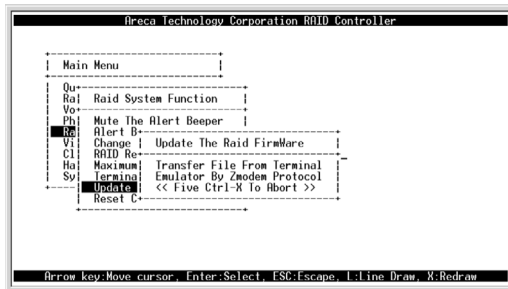 Areca Technology Corporation RAID Controller
Main Menu
Qu
Ra Raid System Function
Vo
Ph Mute The Alert Beeper
Ra Alert B
Vi Change Update The Raid FirmWare
Cl RAID Re
Ha Maximum Transfer File From Terminal
Sy Termina Emulator By Zmodem Protocol
Update << Five Ctrl-X To Abort >>
Reset C
Arrow key:Move cursor, Enter:Select, ESC:Escape, L:Line Draw, X:Redraw